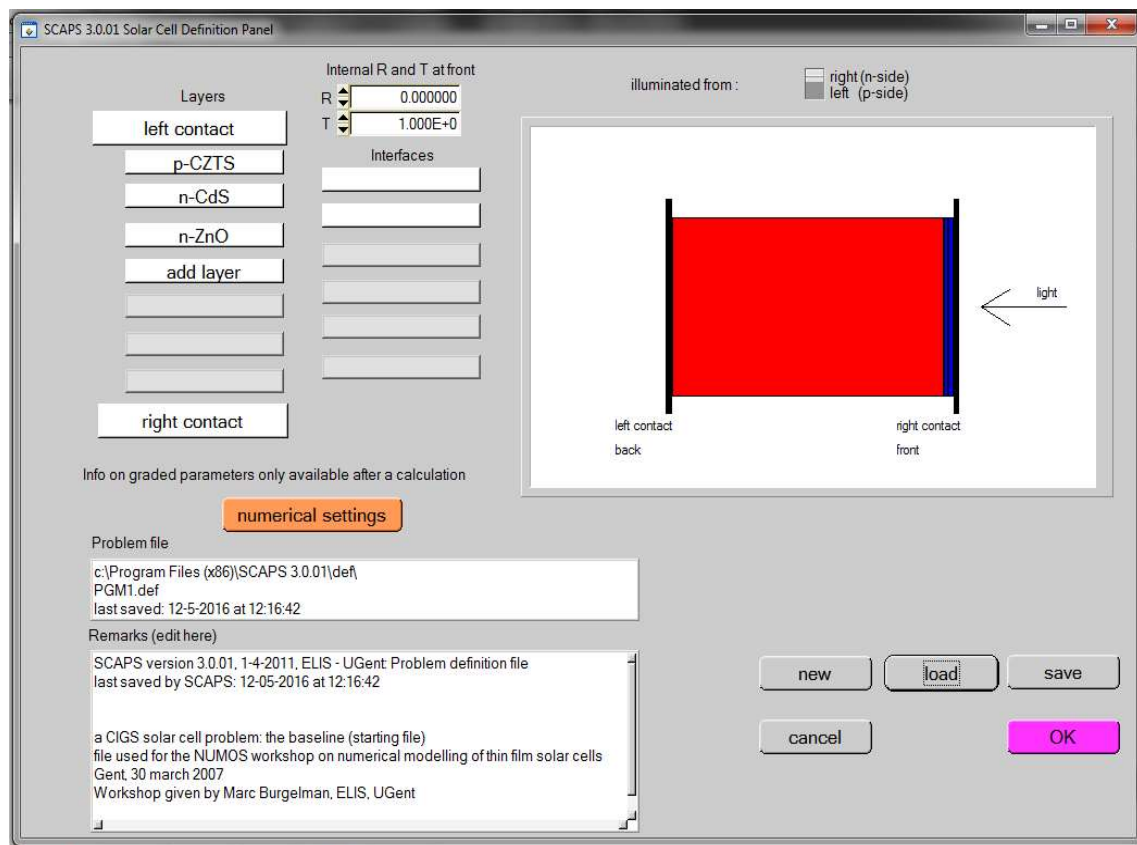 SCAPS 3.0.01 Solar Cell Definition Panel
Internal R and T at front
R 0.000000
T 1.000E+0
illuminated from :
right (n-side)
left (p-side)
Layers
left contact
p-CZTS
n-CdS
n-ZnO
add layer
right contact
Interfaces
light
left contact
back
right contact
front
Info on graded parameters only available after a calculation
numerical settings
Problem file
c:\Program Files (x86)\SCAPS 3.0.01\def\
PGM1.def
last saved: 12-5-2016 at 12:16:42
Remarks (edit here)
SCAPS version 3.0.01, 1-4-2011, ELIS - UGent: Problem definition file
last saved by SCAPS: 12-05-2016 at 12:16:42
a CIGS solar cell problem: the baseline (starting file)
file used for the NUMOS workshop on numerical modelling of thin film solar cells
Gent, 30 march 2007
Workshop given by Marc Burgelman, ELIS, UGent
new
load
save
cancel
OK